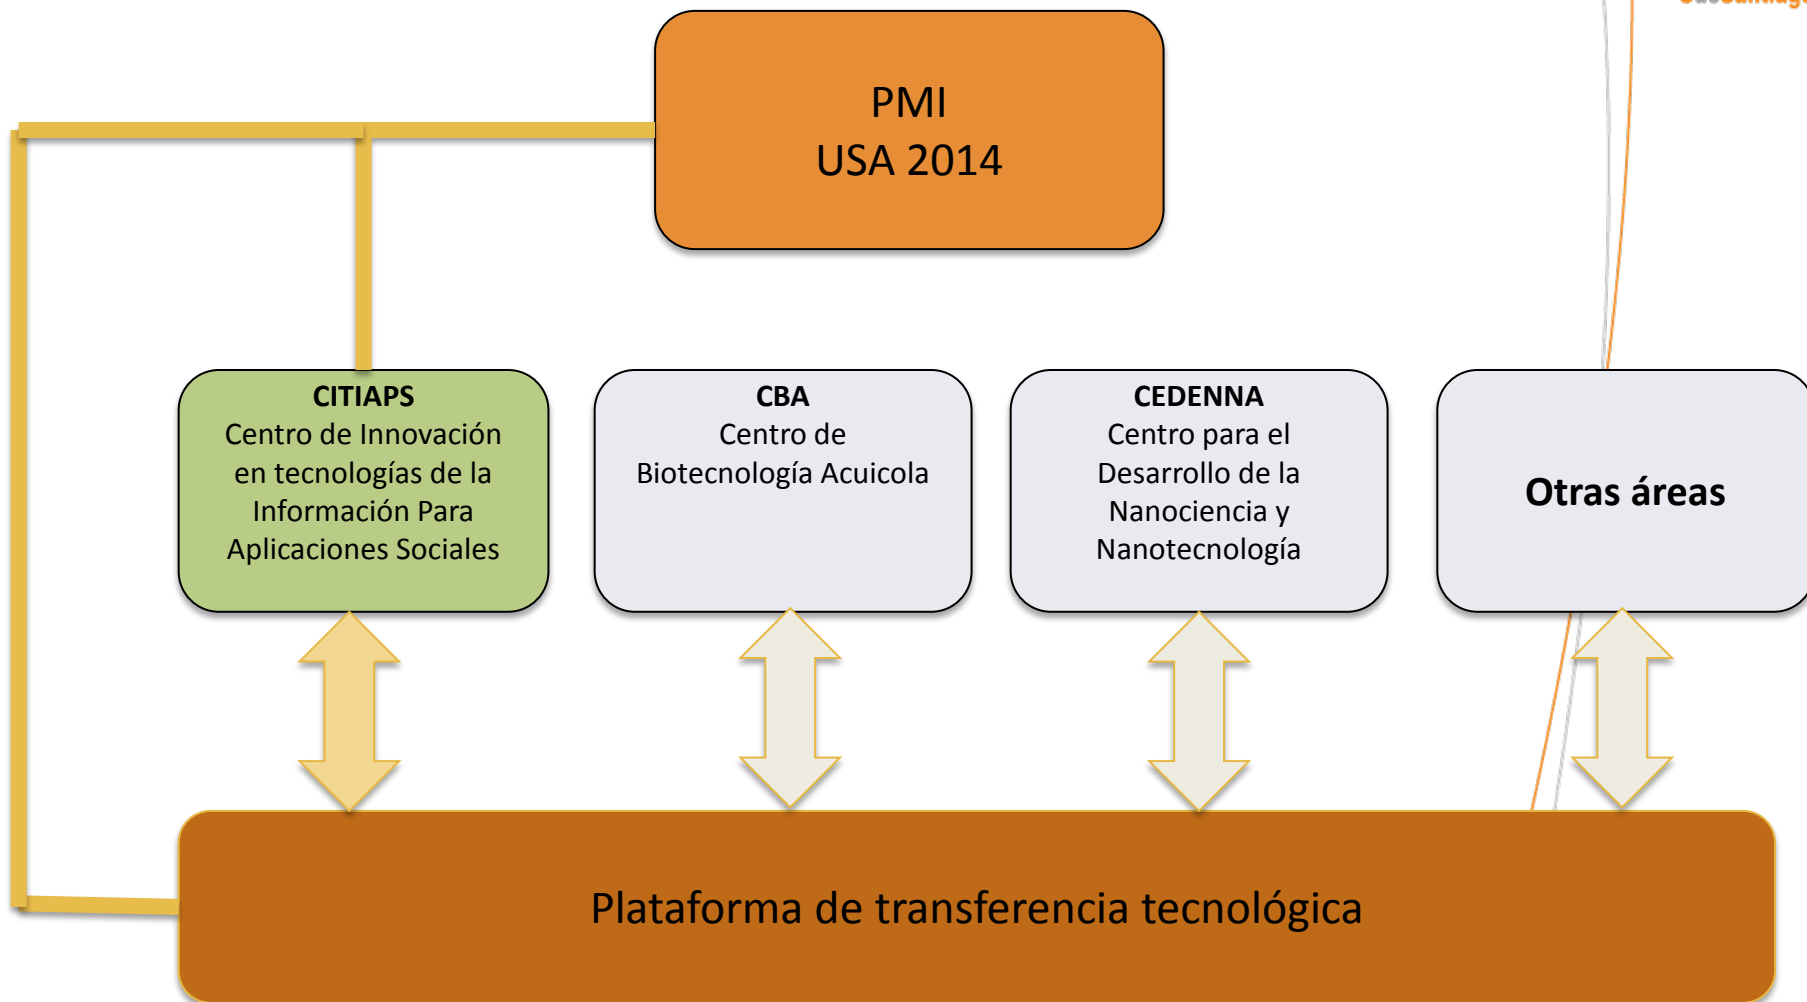 PMI
USA 2014
CITIAPS
Centro de Innovación
en tecnologías de la
Información Para
Aplicaciones Sociales
CBA
Centro de
Biotecnología Acuicola
CEDENNA
Centro para el
Desarrollo de la
Nanociencia y
Nanotecnología
Otras áreas
Plataforma de transferencia tecnológica